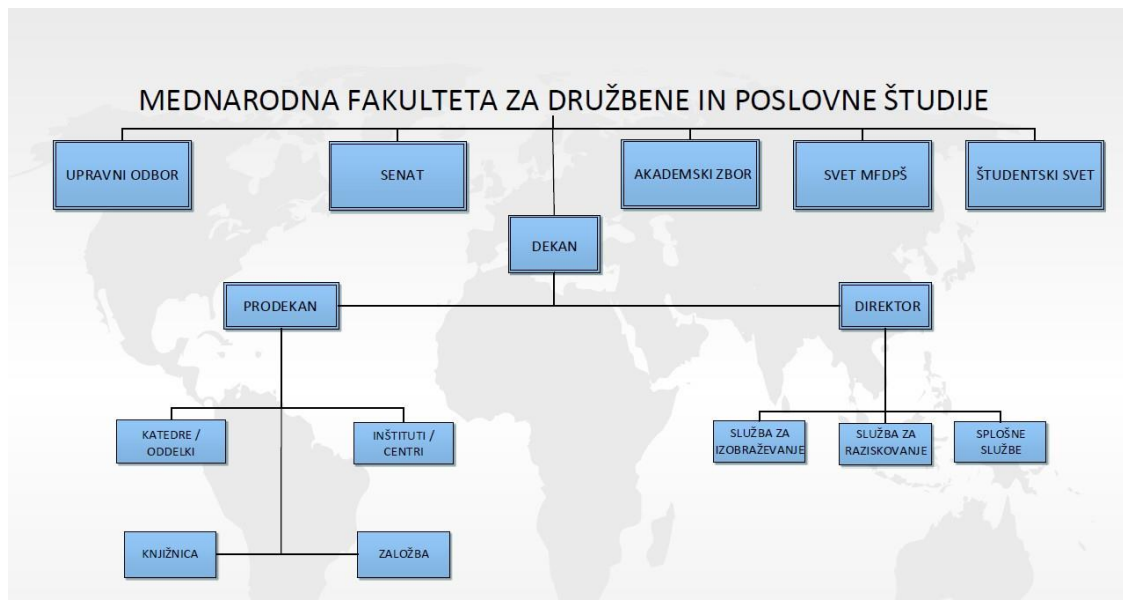 MEDNARODNA FAKULTETA ZA DRUŽBENE IN POSLOVNE ŠTUDIJE
UPRAVNI ODBOR
SENAT
AKADEMSKI ZBOR
SVET MFDPŠ
ŠTUDENTSKI SVET
DEKAN
PRODEKAN
DIREKTOR
KATEDRE /
ODDELKI
INŠTITUTI /
CENTRI
SLUŽBA ZA
IZOBRAŽEVANJE
SLUŽBA ZA
RAZISKOVANJE
SPLOŠNE
SLUŽBE
KNJIŽNICA
ZALOŽBA